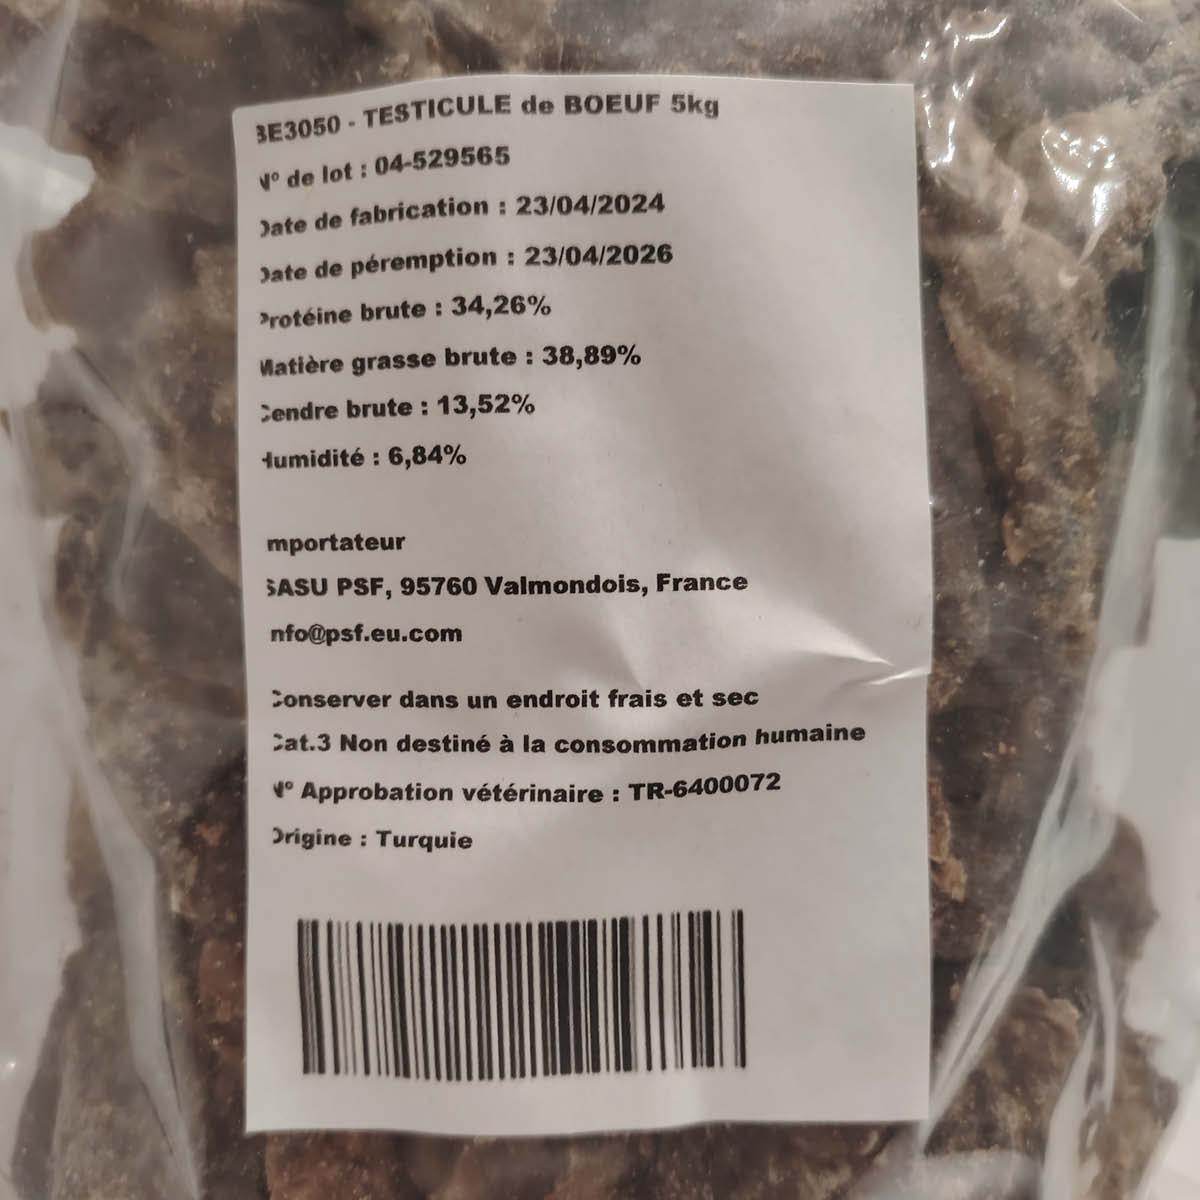 BE3050 - TESTICULE de BOEUF 5kg
N° de lot : 04-529565
Date de fabrication : 23/04/2024
Date de péremption : 23/04/2026
Protéine brute : 34,26%
Matière grasse brute : 38,89%
Cendre brute : 13,52%
Humidité : 6,84%
mportateur
SASU PSF, 95760 Valmondois, France
nfo@psf.eu.com
Conserver dans un endroit frais et sec
Cat.3 Non destiné à la consommation humaine
N° Approbation vétérinaire : TR-6400072
Origine : Turquie